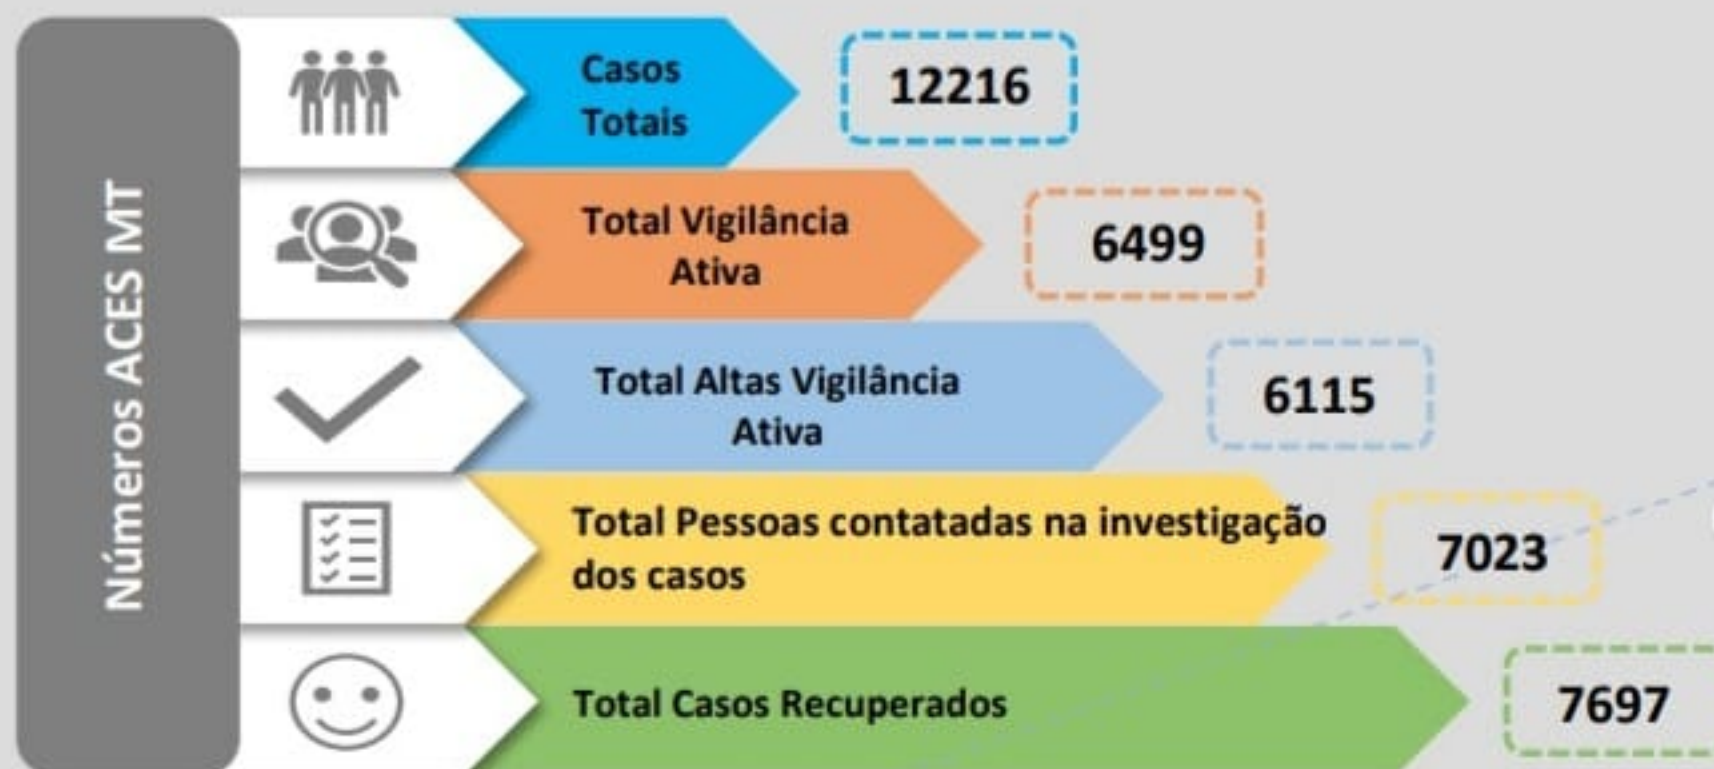 Números ACES MT
Casos
Totais
12216
Total Vigilância
Ativa
6499
Total Altas Vigilância
Ativa
6115
Total Pessoas contatadas na investigação
dos casos
7023
Total Casos Recuperados
7697